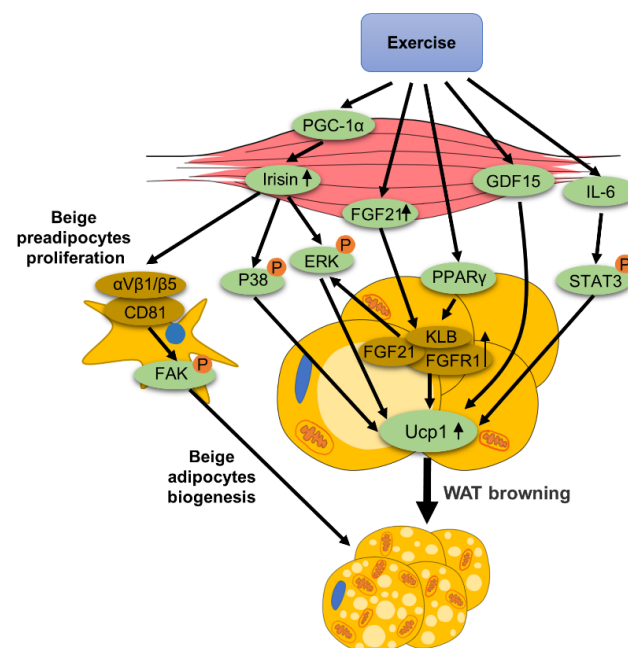 Exercise
PGC-1α
Irisin
GDF15
IL-6
FGF21
Beige
preadipocytes
proliferation
P
ERK
P
P38
P
STAT3
PPARγ
αVβ1/β5
CD81
KLB
FGF21
FGFR1
P
FAK
Ucp1
Beige
adipocytes
biogenesis
WAT browning